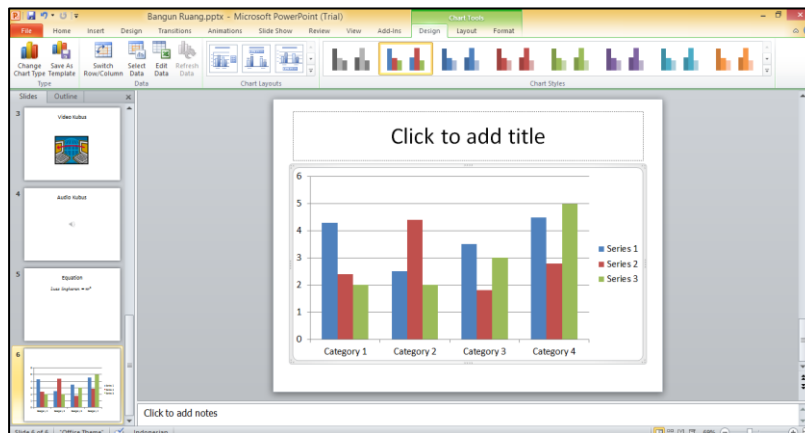 Bangun Ruang.pptx - Microsoft PowerPoint (Trial)
Chart Tools
File Home Insert Design Transitions Animations Slide Show Review View Add-Ins Design Layout Format
Change Chart Type
Save As Template
Switch Row/Column
Select Data
Edit Data
Refresh Data
Type
Data
Chart Layouts
Chart Styles
Slides Outline
3
Video Kubus
4
Audio Kubus
5
Equation
6
Click to add title
6
5
4
3
2
1
0
Category 1 Category 2 Category 3 Category 4
Series 1
Series 2
Series 3
Click to add notes
Slide 6 of 6 "Office Theme" Indonesian